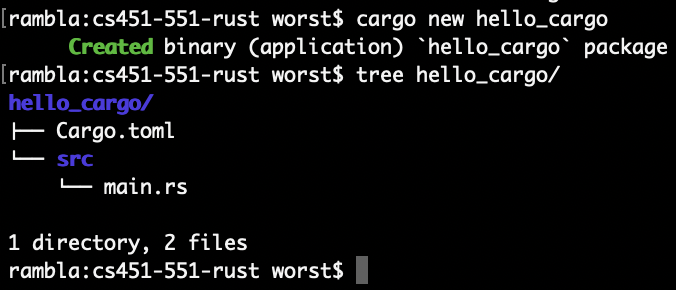 [rambla:cs451-551-rust worst$ cargo new hello_cargo
     Created binary (application) `hello_cargo` package
[rambla:cs451-551-rust worst$ tree hello_cargo/
hello_cargo/
├── Cargo.toml
└── src
    └── main.rs

1 directory, 2 files
rambla:cs451-551-rust worst$